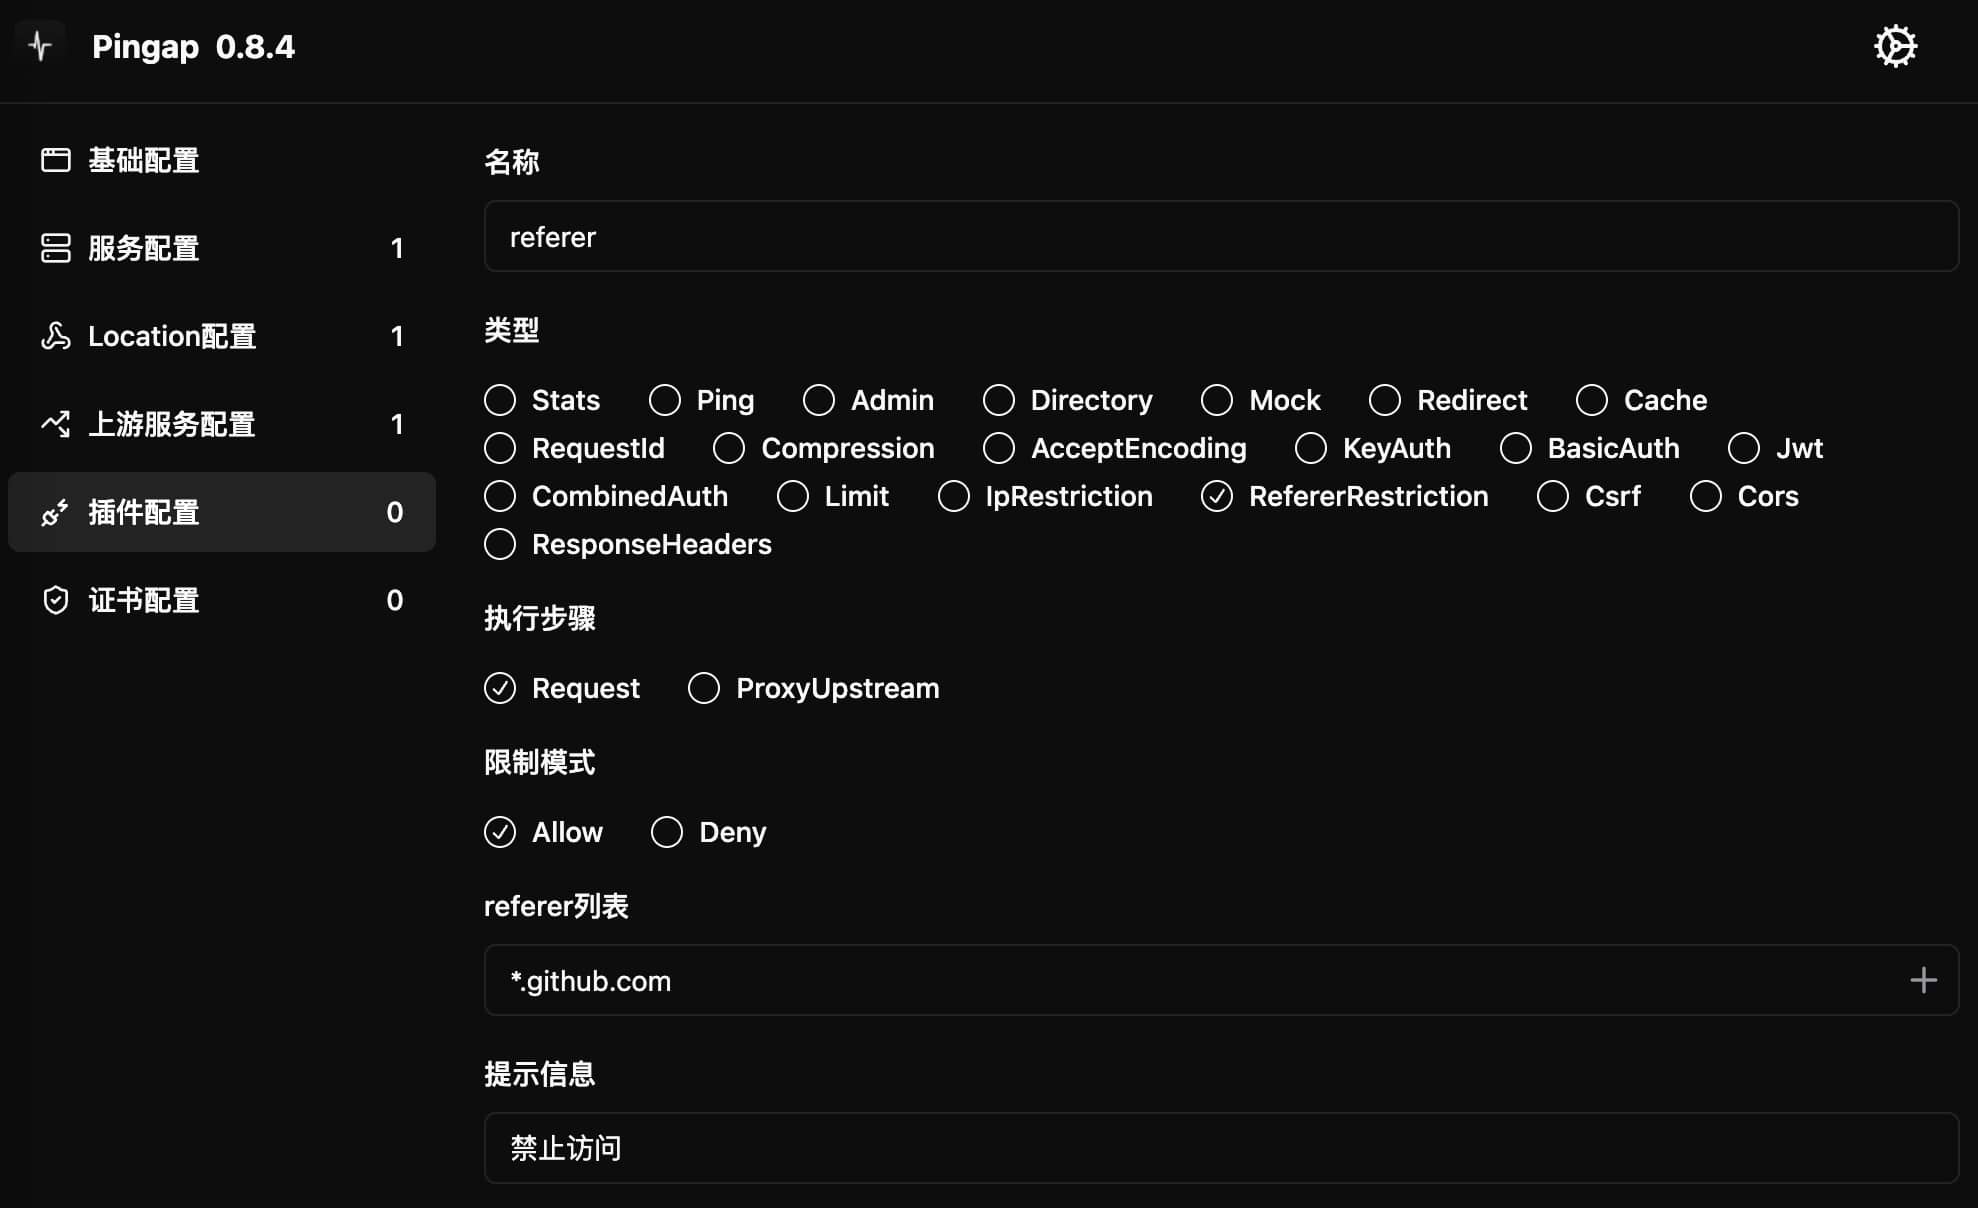 Pingap 0.8.4
基础配置
服务配置 1
Location配置 1
上游服务配置 1
插件配置 0
证书配置 0
名称
referer
类型
Stats Ping Admin Directory Mock Redirect Cache
RequestId Compression AcceptEncoding KeyAuth BasicAuth Jwt
CombinedAuth Limit IpRestriction RefererRestriction Csrf Cors
ResponseHeaders
执行步骤
Request ProxyUpstream
限制模式
Allow Deny
referer列表
*.github.com
提示信息
禁止访问